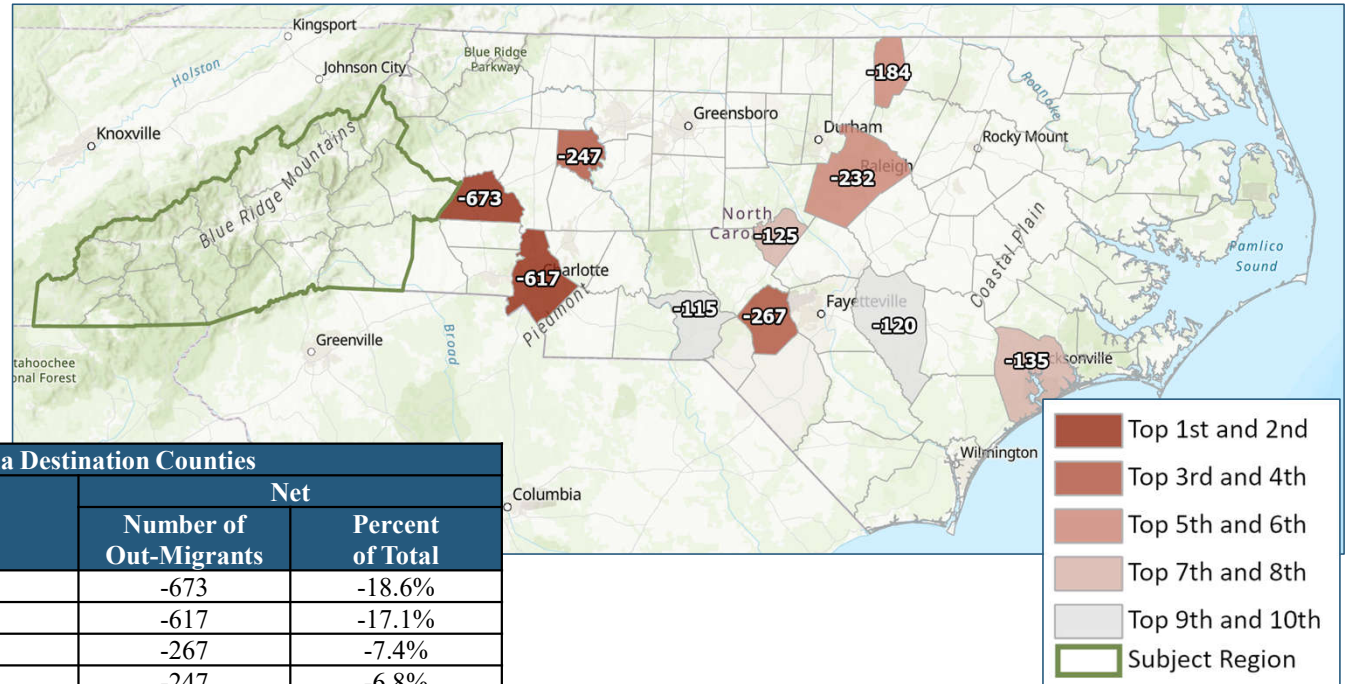 Kingsport
Blue Ridge
Parkway
Johnson City
Holston
-184
Roanoke
Greensboro
Knoxville
Durham
Rocky Mount
-247
Raleigh
Blue Ridge Mountains
-232
-673
North
Carol
-125
Coastal Plain
Pamlico
Sound
-617
Charlotte
Piedmont
-115
-267
Fayetteville
-120
Broad
Greenville
tahoochee
onal Forest
-135
ksonville
Wilmington
Columbia
a Destination Counties
Net
Number of
Out-Migrants
Percent
of Total
-673 -18.6%
-617 -17.1%
-267 -7.4%
-247 -6.8%
Top 1st and 2nd
Top 3rd and 4th
Top 5th and 6th
Top 7th and 8th
Top 9th and 10th
Subject Region